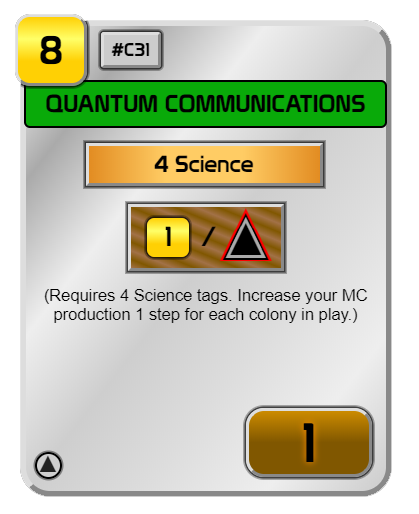 8
#C31
QUANTUM COMMUNICATIONS
4 Science
1 /
(Requires 4 Science tags. Increase your MC
production 1 step for each colony in play.)
1